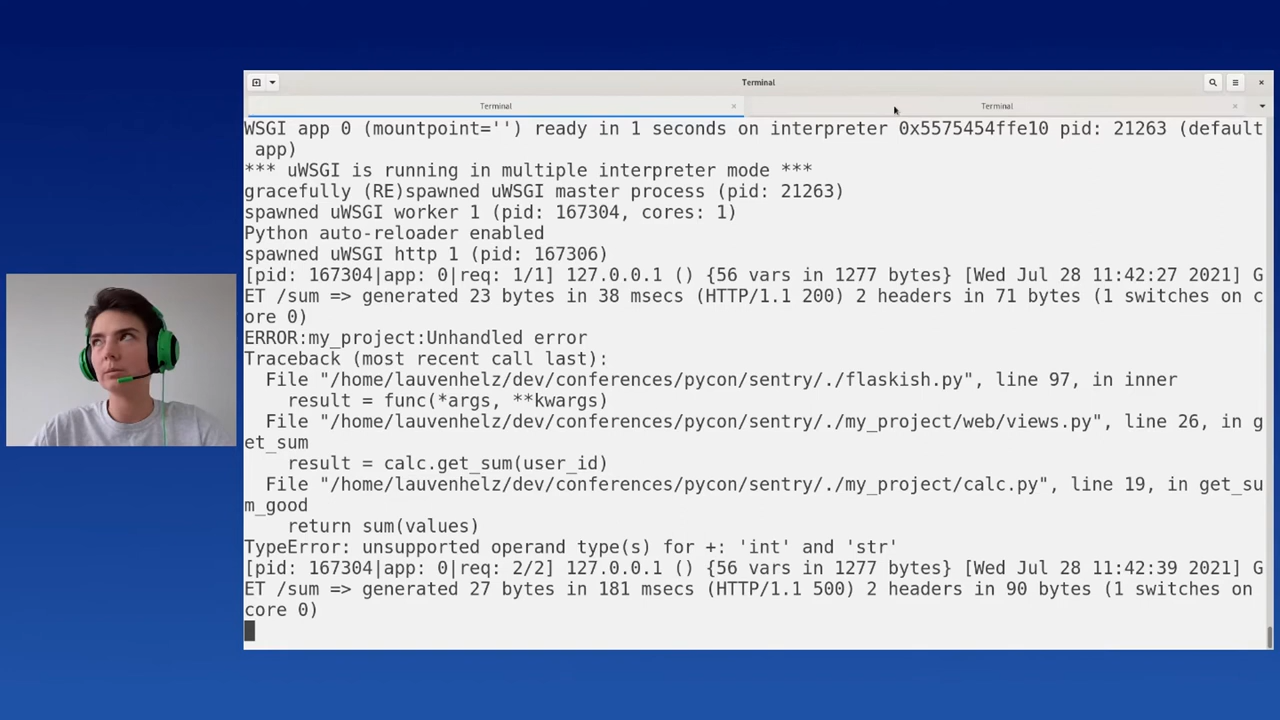 Terminal
Terminal
Terminal
WSGI app 0 (mountpoint='') ready in 1 seconds on interpreter 0x5575454ffe10 pid: 21263 (default
 app)
*** uWSGI is running in multiple interpreter mode ***
gracefully (RE)spawned uWSGI master process (pid: 21263)
spawned uWSGI worker 1 (pid: 167304, cores: 1)
Python auto-reloader enabled
spawned uWSGI http 1 (pid: 167306)
[pid: 167304|app: 0|req: 1/1] 127.0.0.1 () {56 vars in 1277 bytes} [Wed Jul 28 11:42:27 2021] G
ET /sum => generated 23 bytes in 38 msecs (HTTP/1.1 200) 2 headers in 71 bytes (1 switches on c
ore 0)
ERROR:my_project:Unhandled error
Traceback (most recent call last):
  File "/home/lauvenhelz/dev/conferences/pycon/sentry/./flaskish.py", line 97, in inner
    result = func(*args, **kwargs)
  File "/home/lauvenhelz/dev/conferences/pycon/sentry/./my_project/web/views.py", line 26, in g
et_sum
    result = calc.get_sum(user_id)
  File "/home/lauvenhelz/dev/conferences/pycon/sentry/./my_project/calc.py", line 19, in get_su
m_good
    return sum(values)
TypeError: unsupported operand type(s) for +: 'int' and 'str'
[pid: 167304|app: 0|req: 2/2] 127.0.0.1 () {56 vars in 1277 bytes} [Wed Jul 28 11:42:39 2021] G
ET /sum => generated 27 bytes in 181 msecs (HTTP/1.1 500) 2 headers in 90 bytes (1 switches on
core 0)